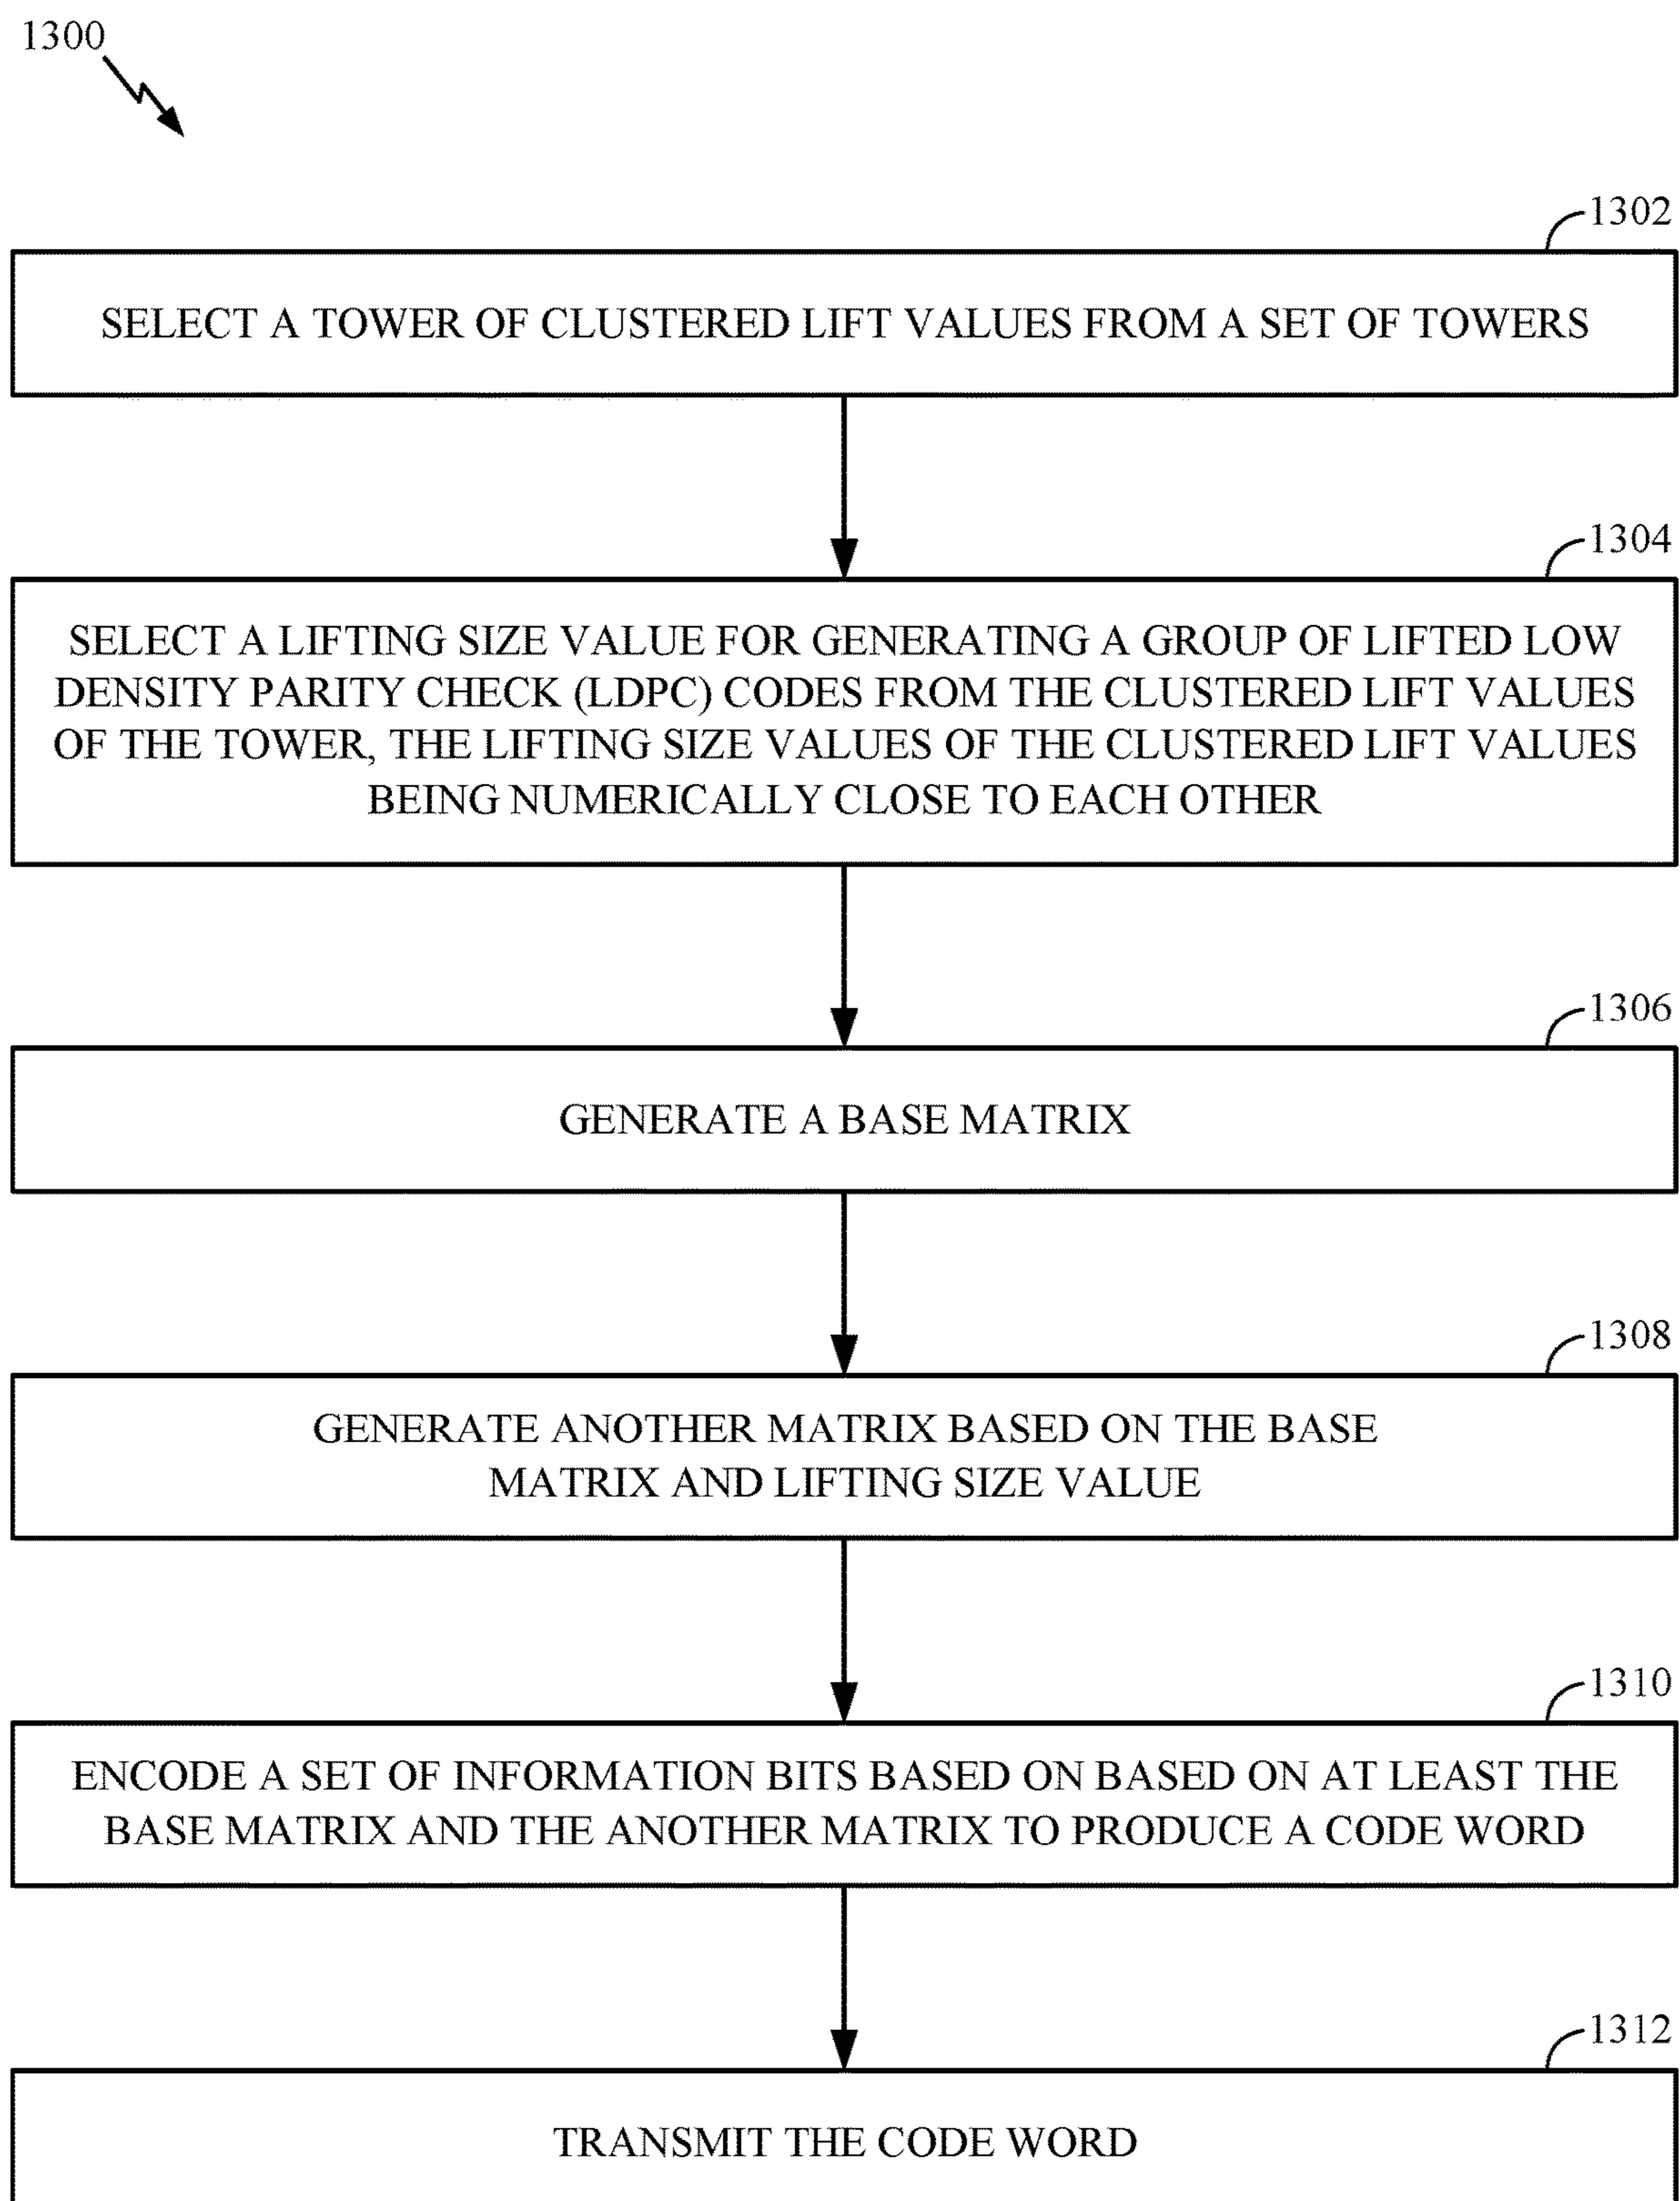 1300
1302
SELECT A TOWER OF CLUSTERED LIFT VALUES FROM A SET OF TOWERS
1304
SELECT A LIFTING SIZE VALUE FOR GENERATING A GROUP OF LIFTED LOW
DENSITY PARITY CHECK (LDPC) CODES FROM THE CLUSTERED LIFT VALUES
OF THE TOWER, THE LIFTING SIZE VALUES OF THE CLUSTERED LIFT VALUES
BEING NUMERICALLY CLOSE TO EACH OTHER
1306
GENERATE A BASE MATRIX
1308
GENERATE ANOTHER MATRIX BASED ON THE BASE
MATRIX AND LIFTING SIZE VALUE
1310
ENCODE A SET OF INFORMATION BITS BASED ON BASED ON AT LEAST THE
BASE MATRIX AND THE ANOTHER MATRIX TO PRODUCE A CODE WORD
1312
TRANSMIT THE CODE WORD